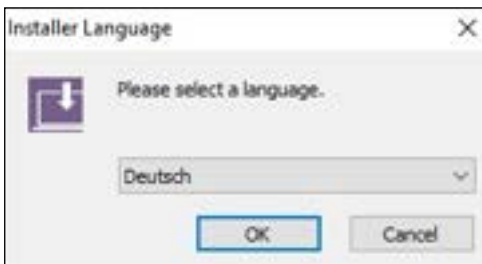 Installer Language
Please select a language.
Deutsch
OK
Cancel